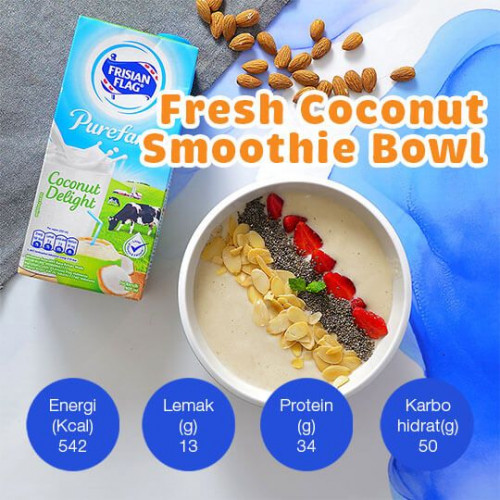 FRISIAN
FLAG
Purefarm
Coconut
Delight
Fresh Coconut
Smoothie Bowl
Energi
(Kcal)
542
Lemak
(g)
13
Protein
(g)
34
Karbo
hidrat(g)
50